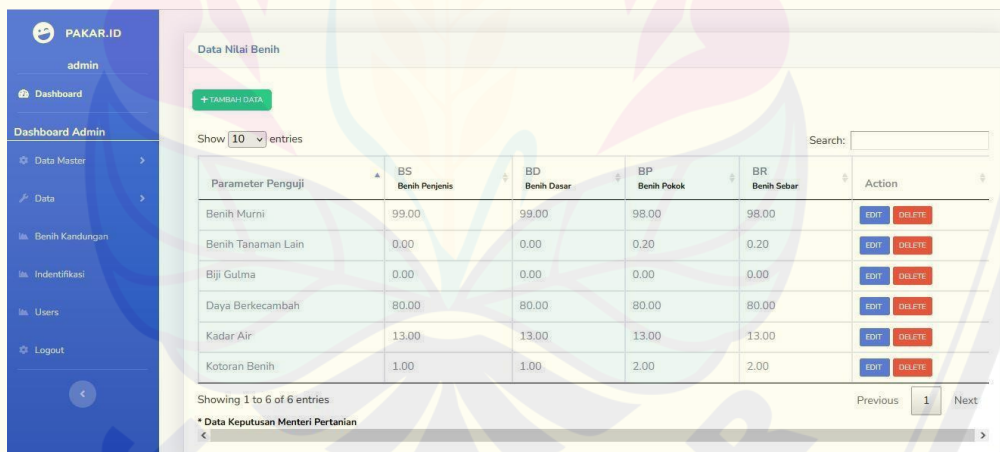 PAKAR.ID
admin
Dashboard
Dashboard Admin
Data Master
Data
Benih Kandungan
Indentifikasi
Users
Logout
Data Nilai Benih
+ TAMBAH DATA
Show 10 entries
Search:
Parameter Penguji BS Benih Penjenis BD Benih Dasar BP Benih Pokok BR Benih Sebar Action
Benih Murni 99.00 99.00 98.00 98.00 EDIT DELETE
Benih Tanaman Lain 0.00 0.00 0.20 0.20 EDIT DELETE
Biji Gulma 0.00 0.00 0.00 0.00 EDIT DELETE
Daya Berkecambah 80.00 80.00 80.00 80.00 EDIT DELETE
Kadar Air 13.00 13.00 13.00 13.00 EDIT DELETE
Kotoran Benih 1.00 1.00 2.00 2.00 EDIT DELETE
Showing 1 to 6 of 6 entries
Previous 1 Next
* Data Keputusan Menteri Pertanian